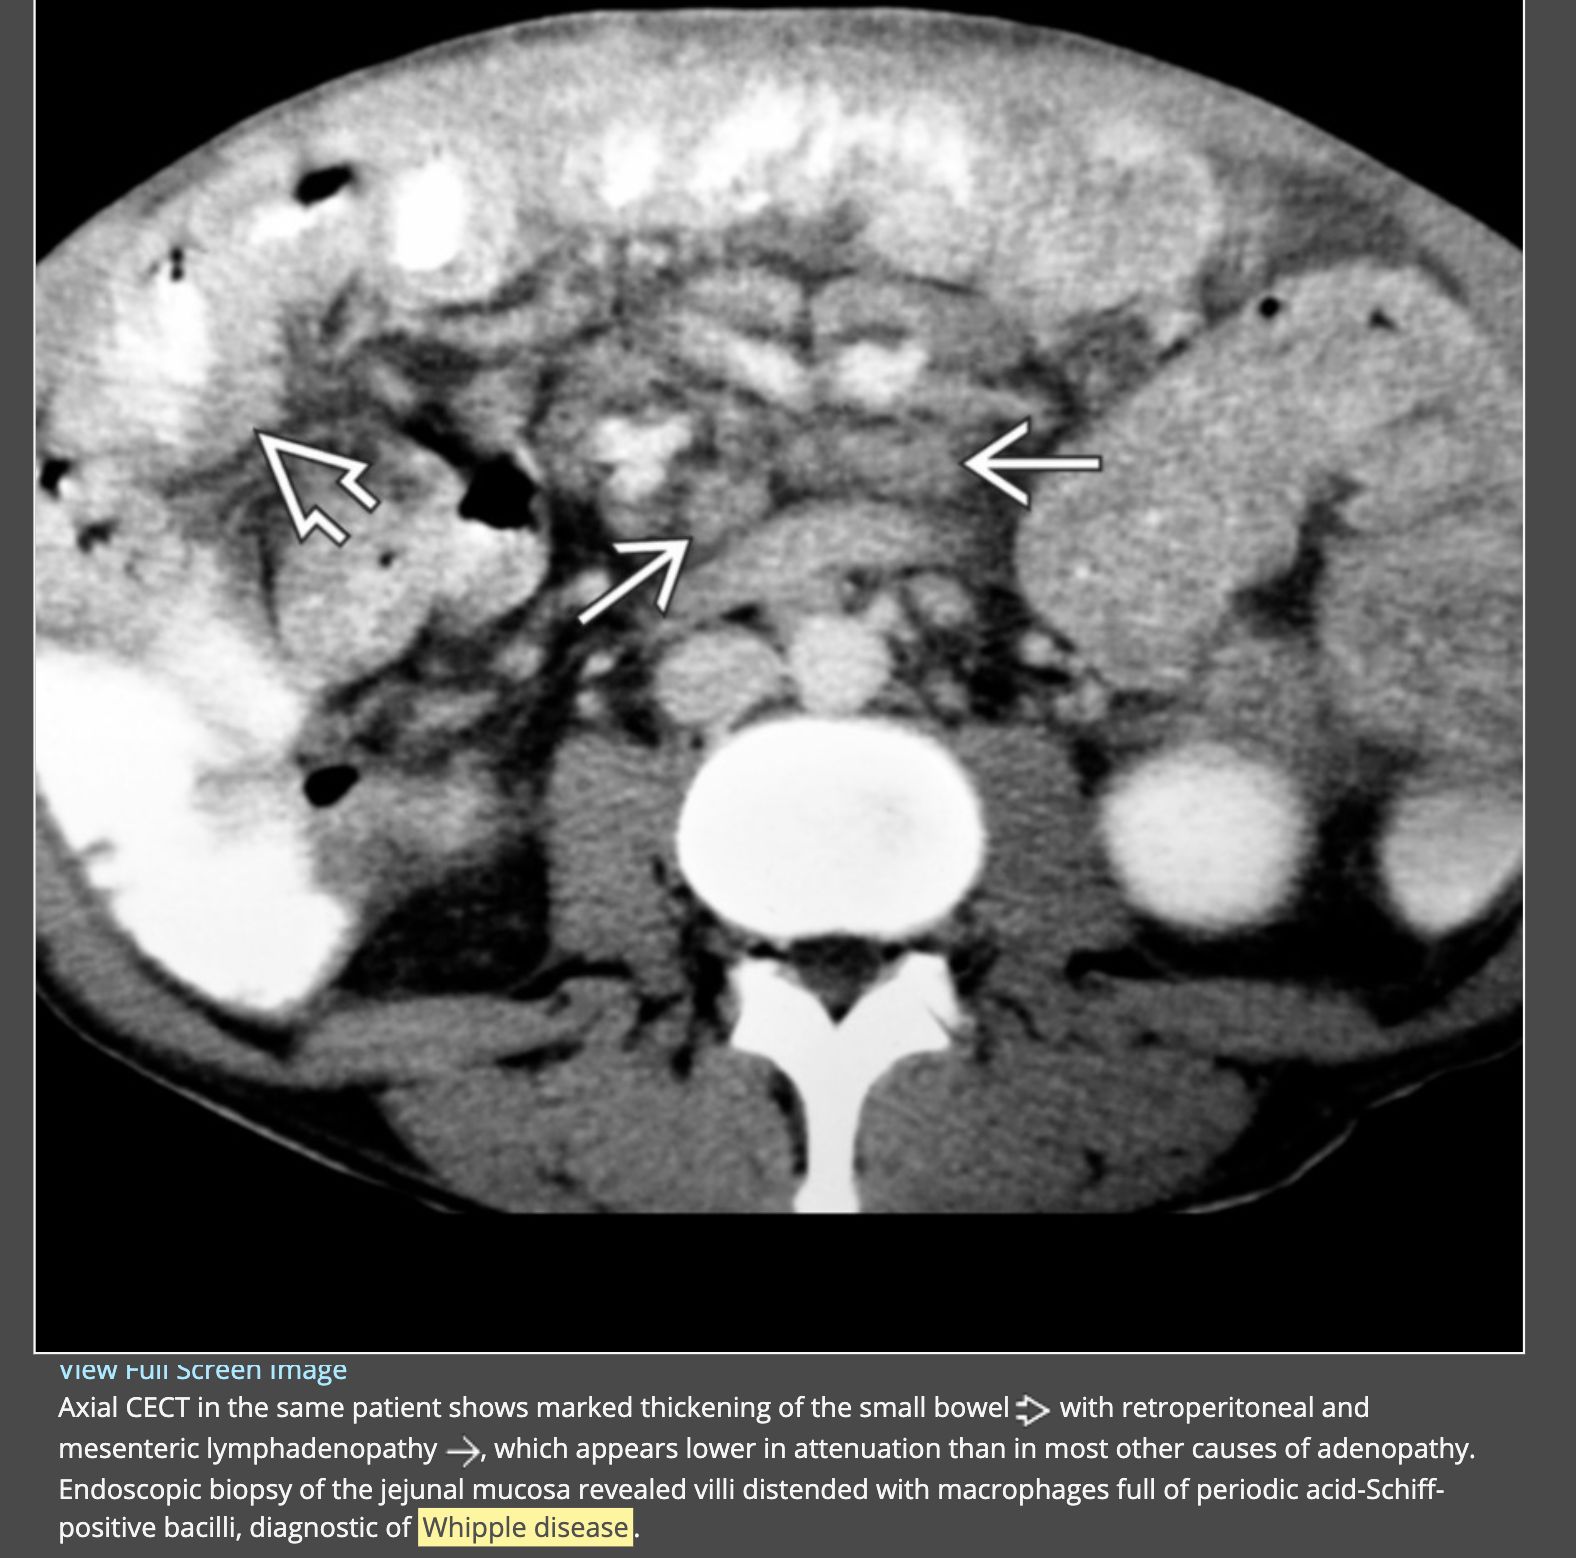 View Full Screen Image
Axial CECT in the same patient shows marked thickening of the small bowel with retroperitoneal and
mesenteric lymphadenopathy , which appears lower in attenuation than in most other causes of adenopathy.
Endoscopic biopsy of the jejunal mucosa revealed villi distended with macrophages full of periodic acid-Schiff-
positive bacilli, diagnostic of Whipple disease.